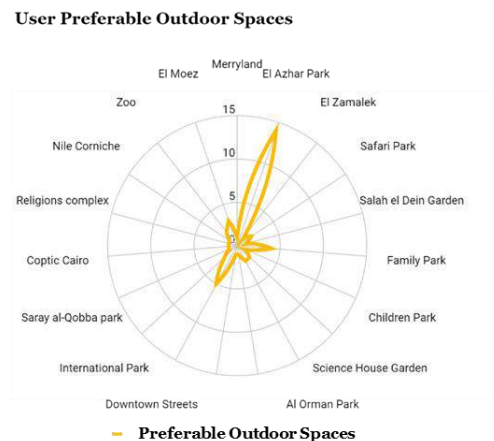 User Preferable Outdoor Spaces
Merryland
El Moez
El Azhar Park
Zoo
El Zamalek
15
Nile Corniche
Safari Park
10
Religions complex
5
Salah el Dein Garden
0
Coptic Cairo
Family Park
Saray al-Qobba park
Children Park
International Park
Science House Garden
Downtown Streets
Al Orman Park
Preferable Outdoor Spaces